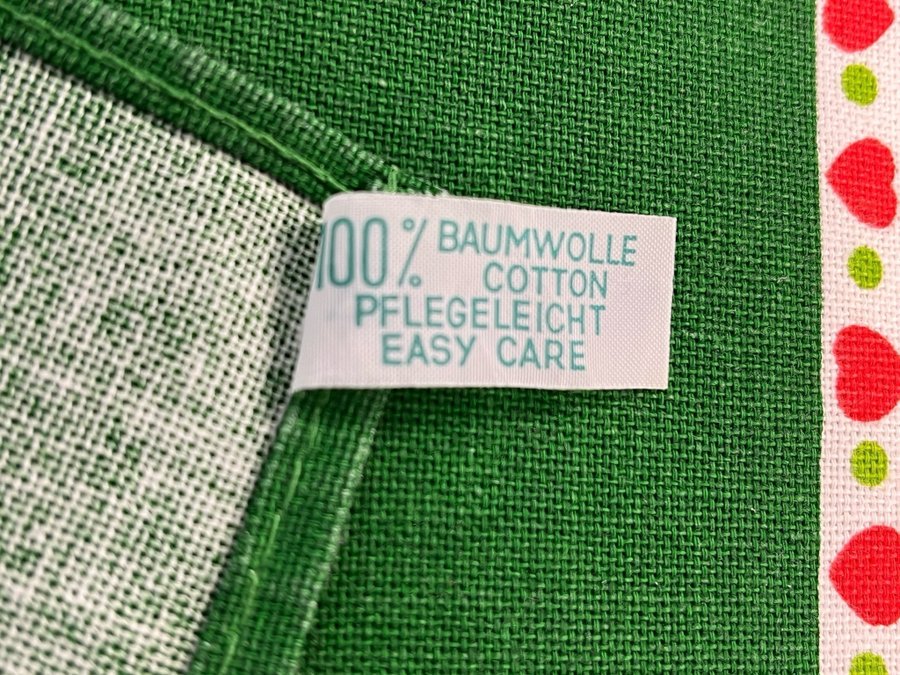 100% BAUMWOLLE
COTTON
PFLEGELEICHT
EASY CARE